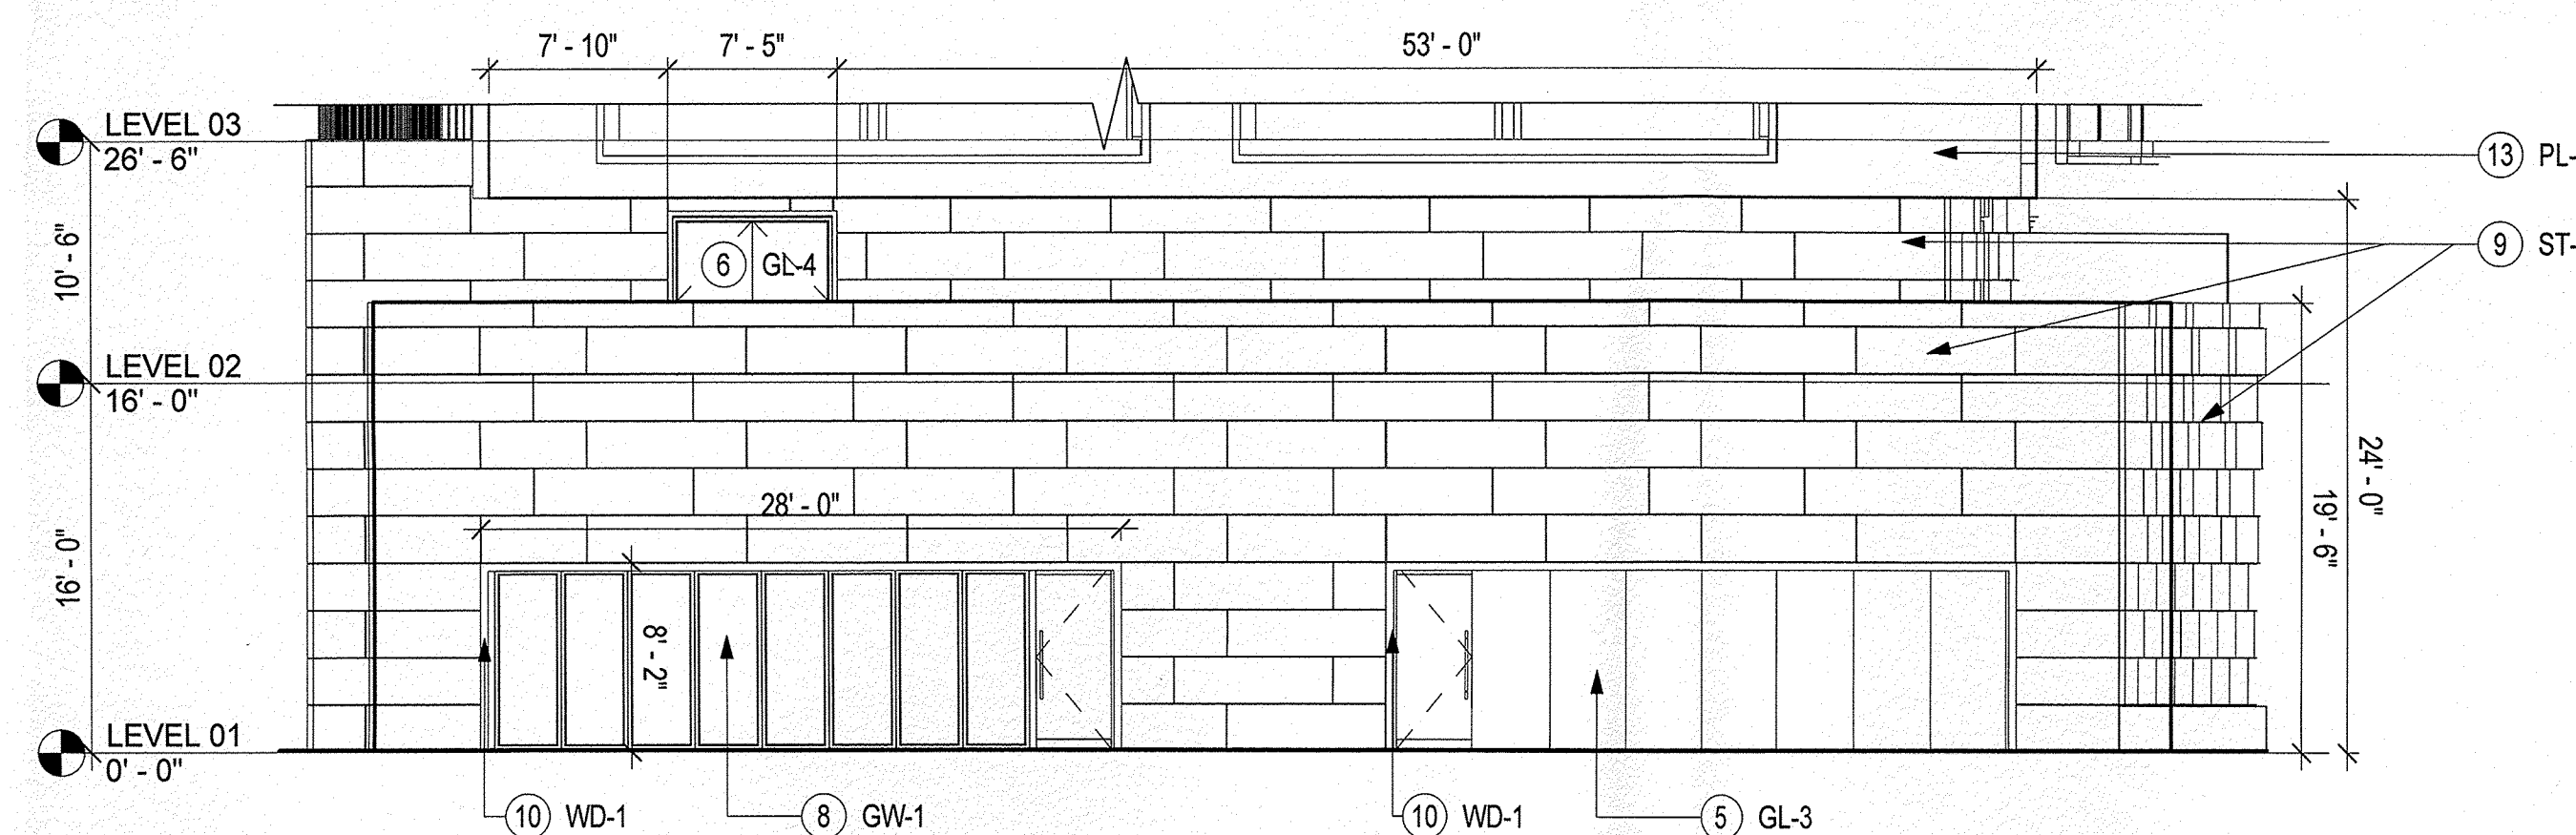 7' - 10"
7' - 5"
53' - 0"
LEVEL 03
26' - 6"
13 PL-
9 ST-
10' - 6"
6 GL-4
LEVEL 02
16' - 0"
24' - 0"
19' - 6"
28' - 0"
16' - 0"
8' - 2"
LEVEL 01
0' - 0"
10 WD-1
8 GW-1
10 WD-1
5 GL-3